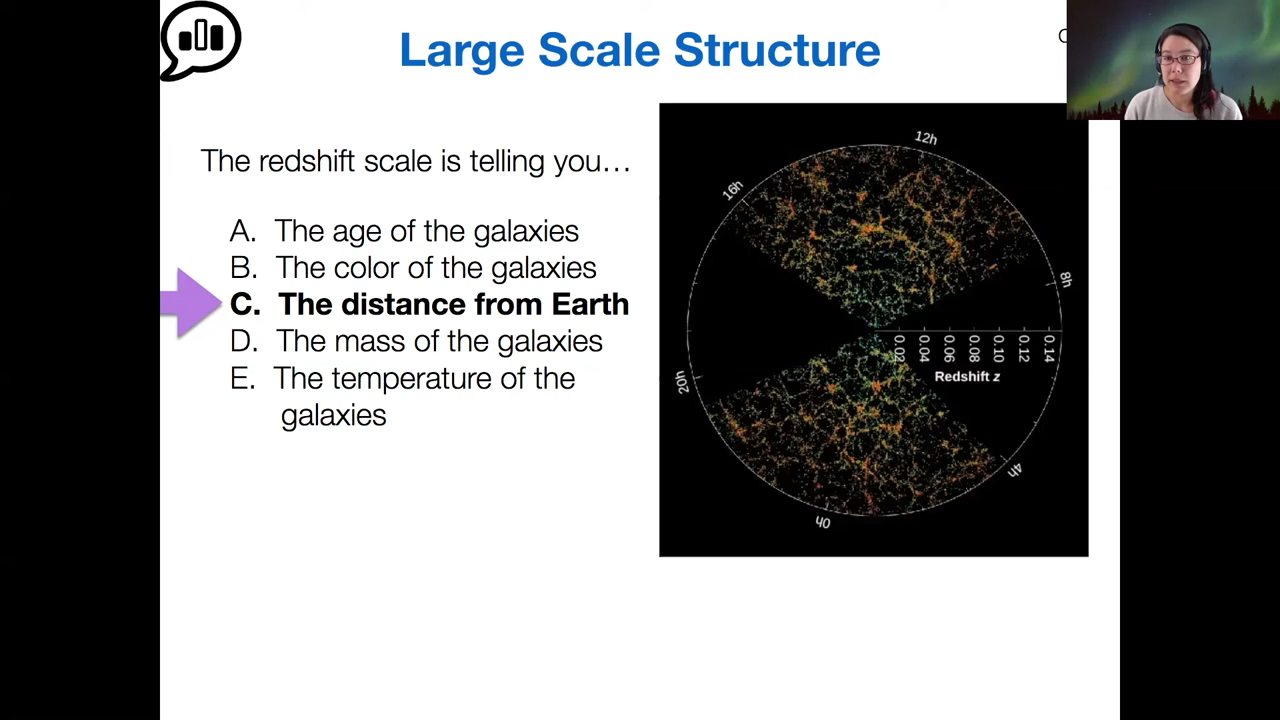 Large Scale Structure
The redshift scale is telling you…
A. The age of the galaxies
B. The color of the galaxies
C. The distance from Earth
D. The mass of the galaxies
E. The temperature of the
galaxies
12h
16h
8h
0.02
0.04
0.06
0.08
0.10
0.12
0.14
Redshift z
20h
4h
0h